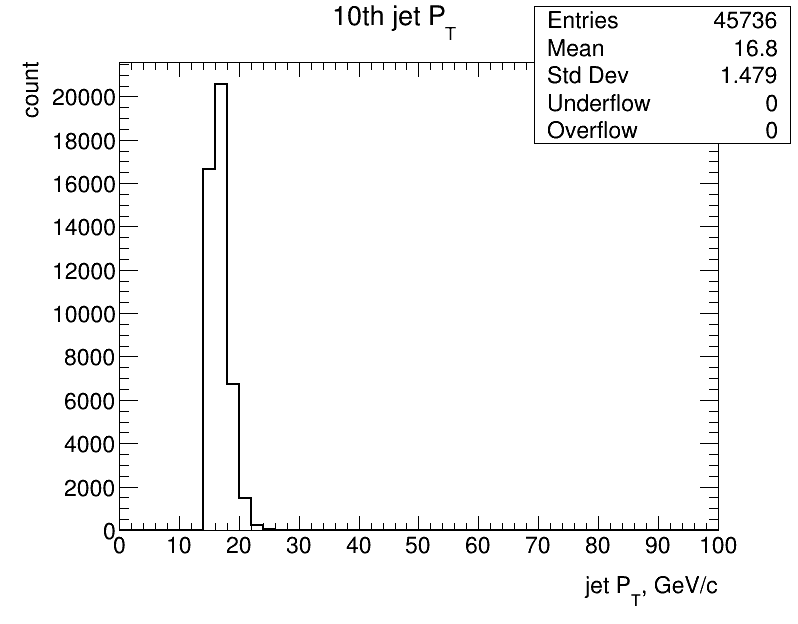 10th jet P_T
Entries 45736
Mean 16.8
Std Dev 1.479
Underflow 0
Overflow 0
count
20000
18000
16000
14000
12000
10000
8000
6000
4000
2000
0
0 10 20 30 40 50 60 70 80 90 100
jet P_T, GeV/c